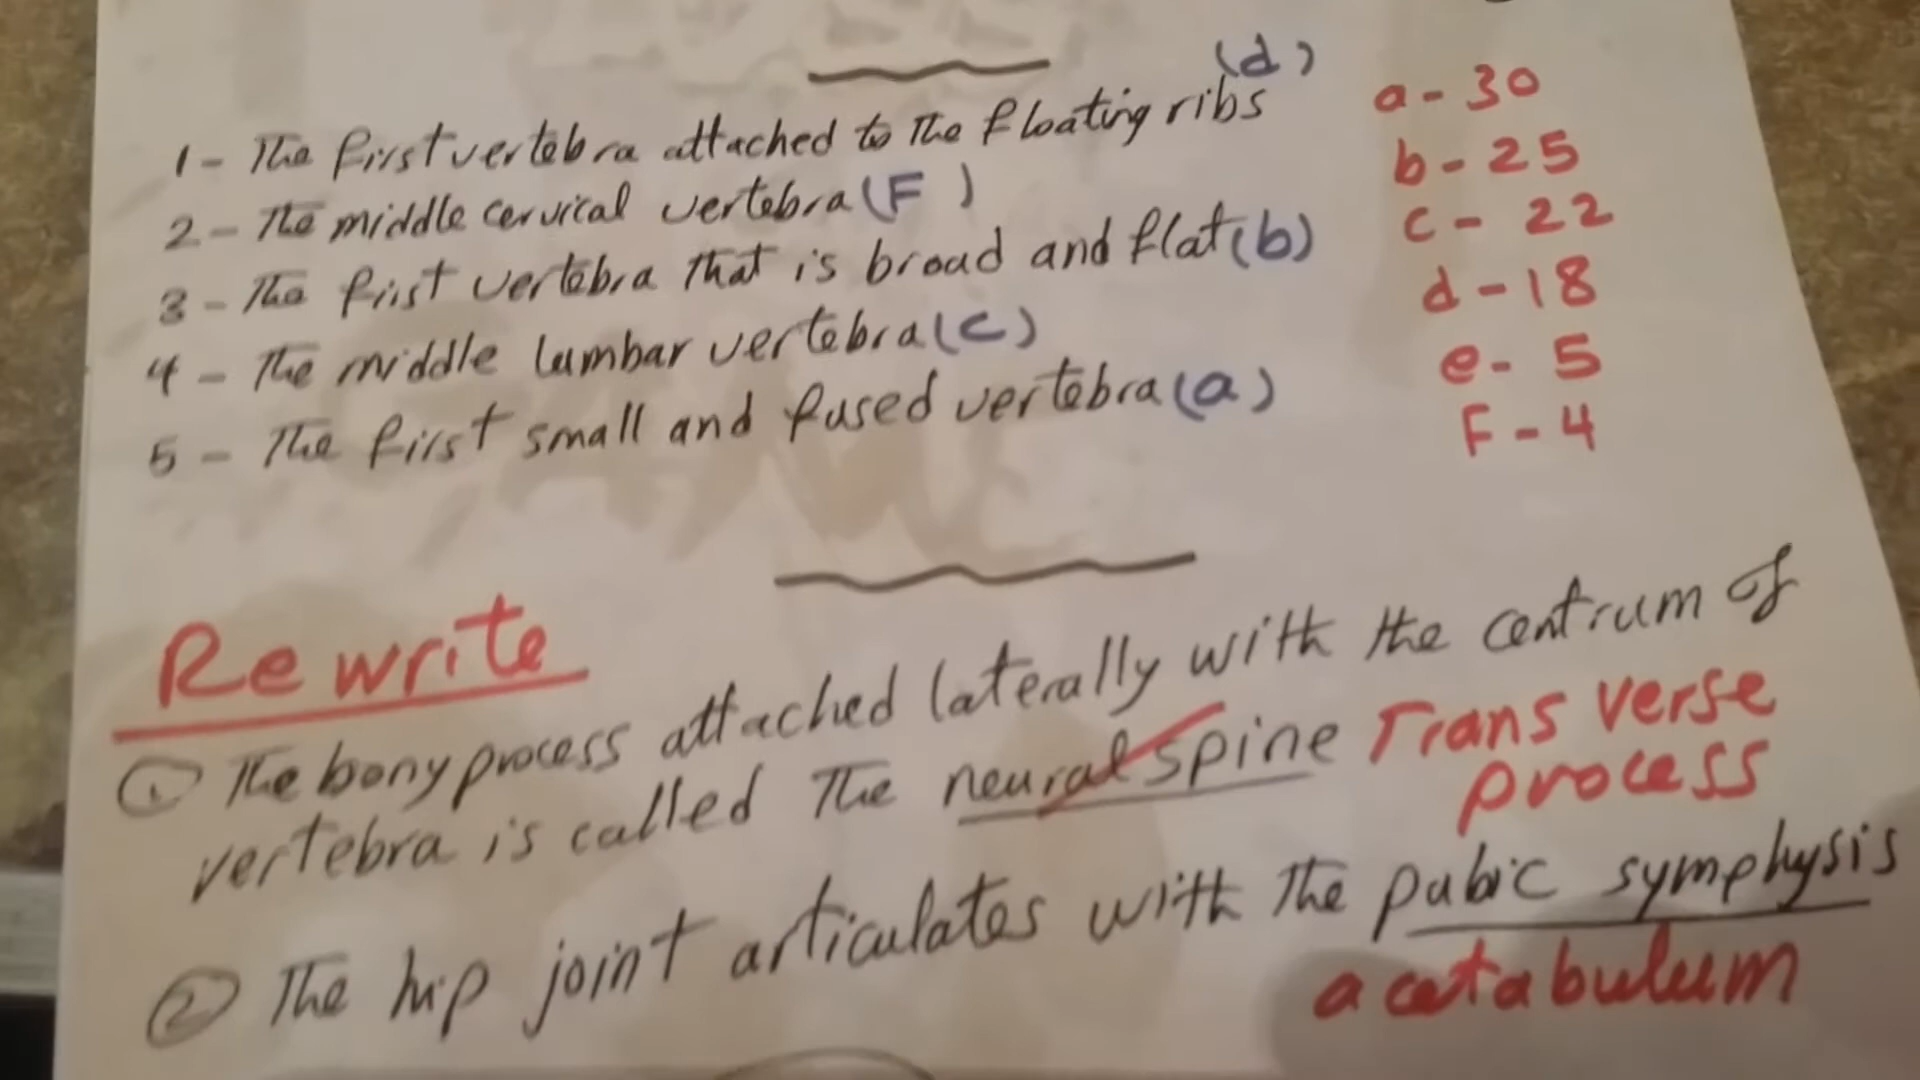 (d)
1 - The first vertebra attached to the floating ribs
2 - The middle cervical vertebra (F)
3 - The first vertebra that is broad and flat (b)
4 - The middle lumbar vertebra (c)
5 - The first small and fused vertebra (a)
a - 30
b - 25
c - 22
d - 18
e - 5
F - 4
Rewrite
① The bony process attached laterally with the centrum of
vertebra is called The neural spine Transverse
process
② The hip joint articulates with The pubic symphysis
acetabulum